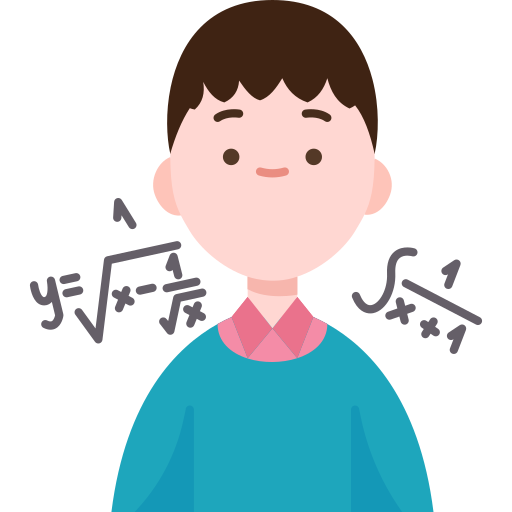 1
y=√x-1/√x
∫1/x+1